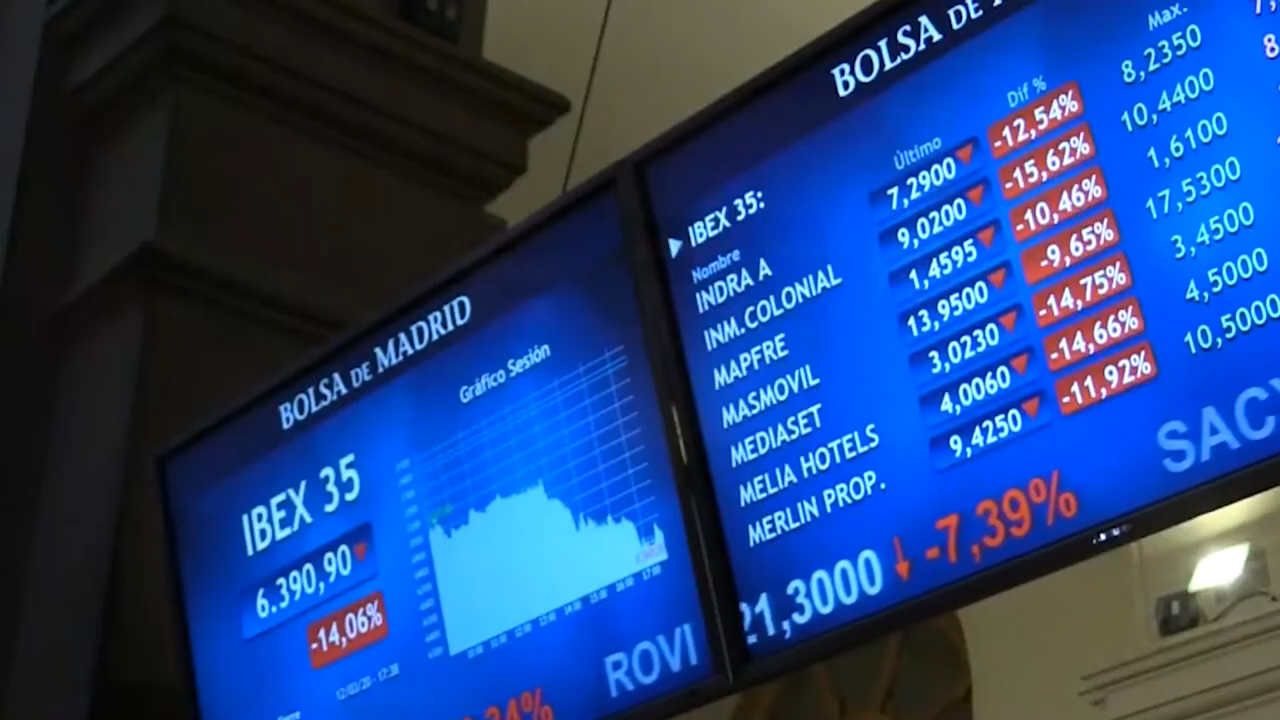 BOLSA DE MADRID
IBEX 35
6.390,90
-14,06%
12/03/20 - 17:38
Gráfico Sesión
ROVI
BOLSA DE
IBEX 35:
Nombre Último Dif % Max.
INDRA A 7,2900 -12,54% 8,2350
INM.COLONIAL 9,0200 -15,62% 10,4400
MAPFRE 1,4595 -10,46% 1,6100
MASMOVIL 13,9500 -9,65% 17,5300
MEDIASET 3,0230 -14,75% 3,4500
MELIA HOTELS 4,0060 -14,66% 4,5000
MERLIN PROP. 9,4250 -11,92% 10,5000
21,3000 -7,39% SAC